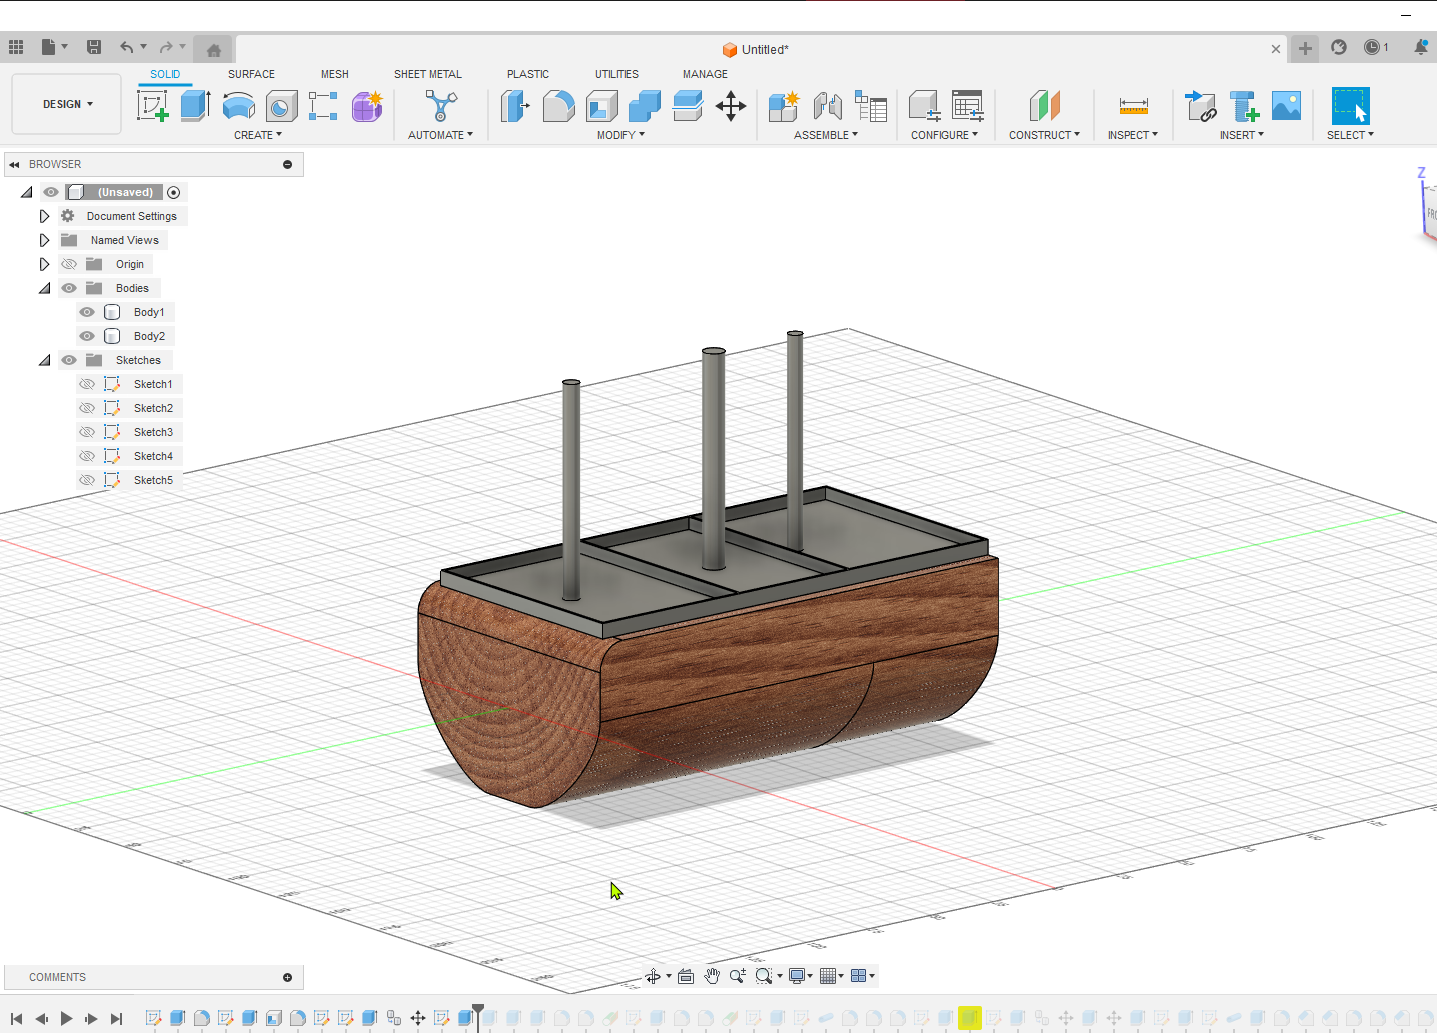 Untitled*
1
SOLID SURFACE MESH SHEET METAL PLASTIC UTILITIES MANAGE
DESIGN
CREATE AUTOMATE MODIFY ASSEMBLE CONFIGURE CONSTRUCT INSPECT INSERT SELECT
BROWSER
(Unsaved)
Document Settings
Named Views
Origin
Bodies
Body1
Body2
Sketches
Sketch1
Sketch2
Sketch3
Sketch4
Sketch5
Z
COMMENTS